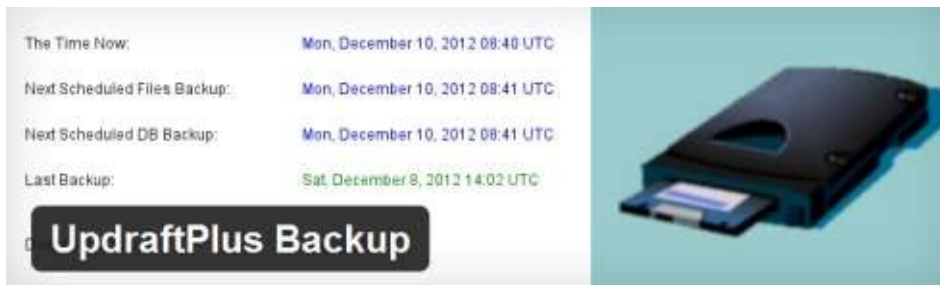 The Time Now: Mon, December 10, 2012 08:40 UTC
Next Scheduled Files Backup: Mon, December 10, 2012 08:41 UTC
Next Scheduled DB Backup: Mon, December 10, 2012 08:41 UTC
Last Backup: Sat, December 8, 2012 14:02 UTC
UpdraftPlus Backup